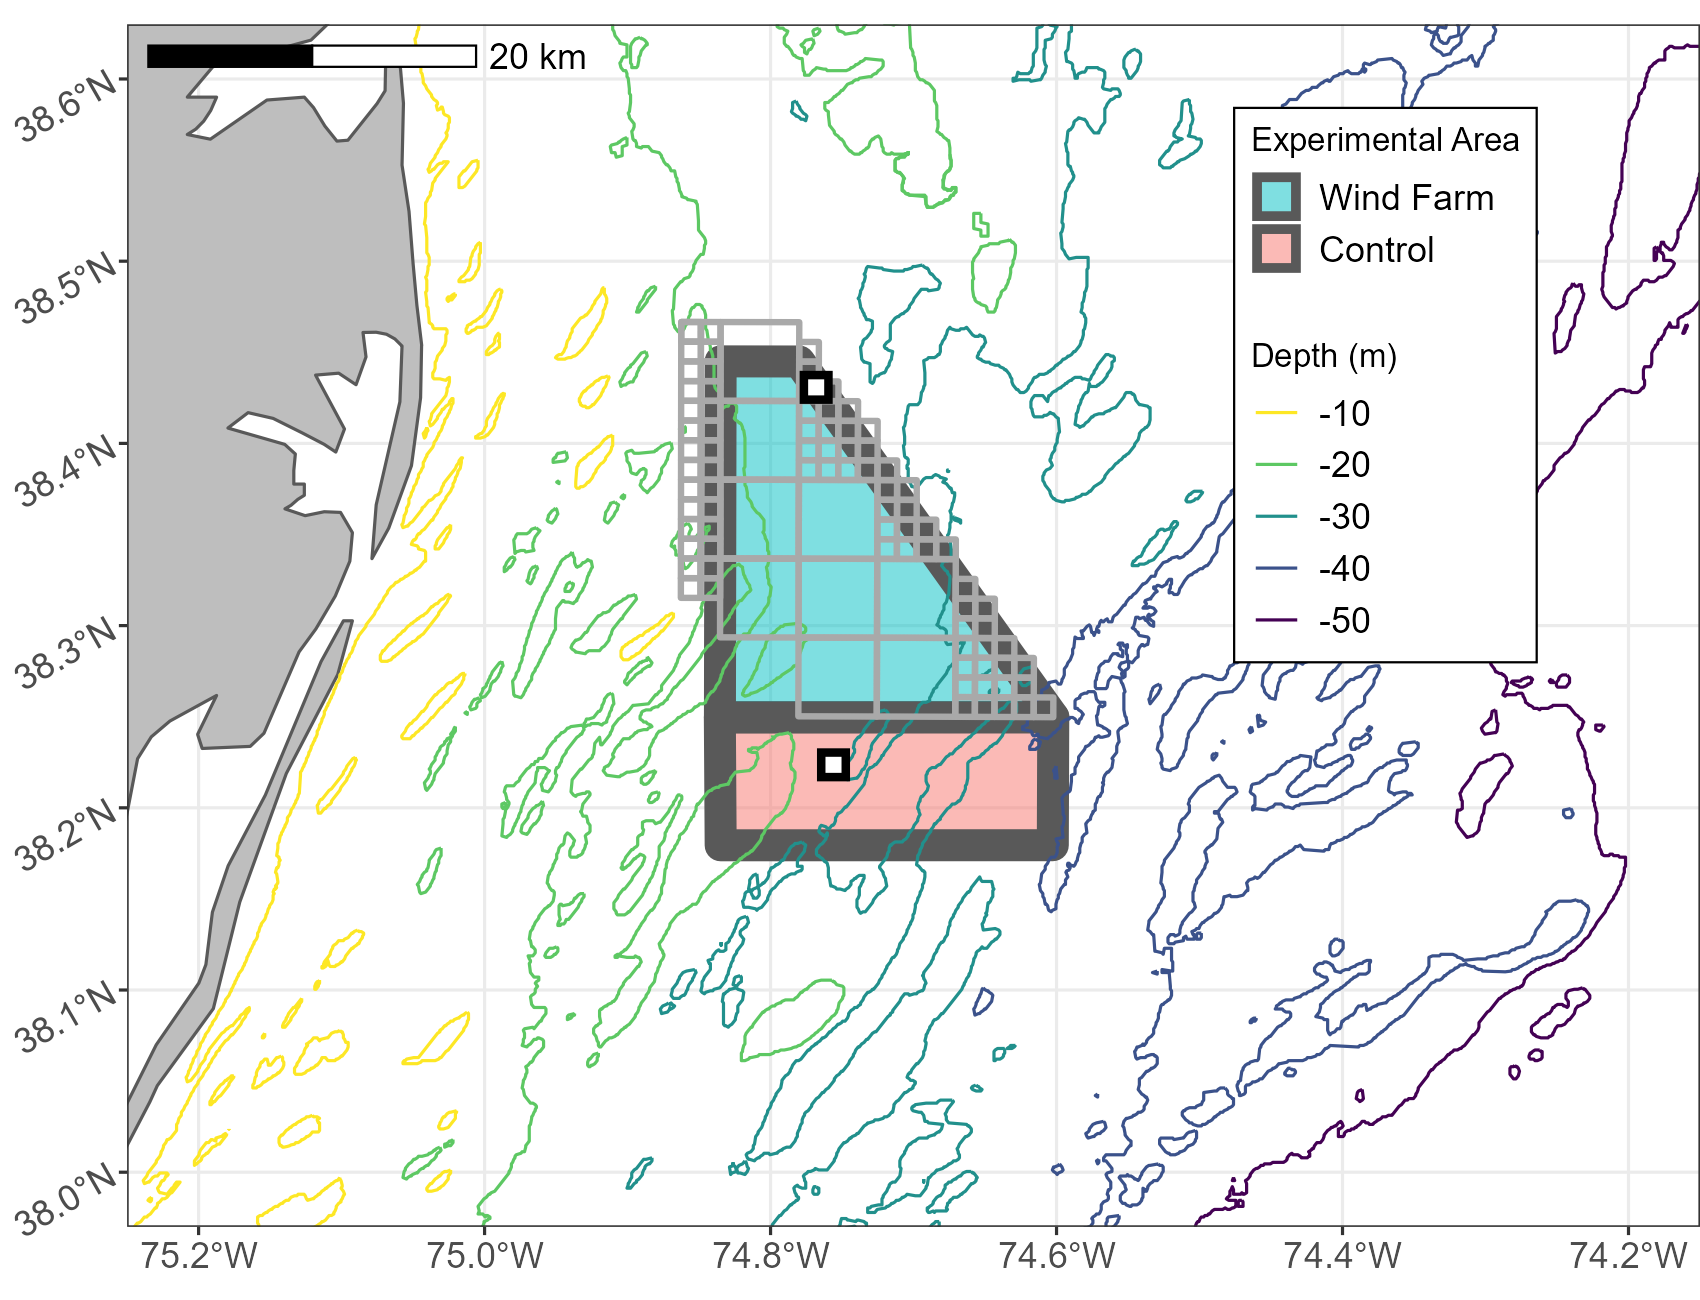 20 km
38.6°N
38.5°N
38.4°N
38.3°N
38.2°N
38.1°N
38.0°N
Experimental Area
Wind Farm
Control
Depth (m)
-10
-20
-30
-40
-50
75.2°W 75.0°W 74.8°W 74.6°W 74.4°W 74.2°W